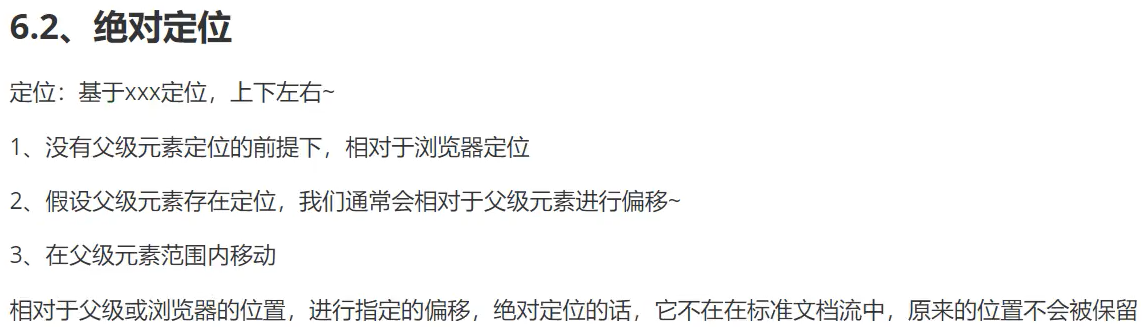 6.2、绝对定位
定位：基于xxx定位，上下左右~
1、没有父级元素定位的前提下，相对于浏览器定位
2、假设父级元素存在定位，我们通常会相对于父级元素进行偏移~
3、在父级元素范围内移动
相对于父级或浏览器的位置，进行指定的偏移，绝对定位的话，它不在在标准文档流中，原来的位置不会被保留